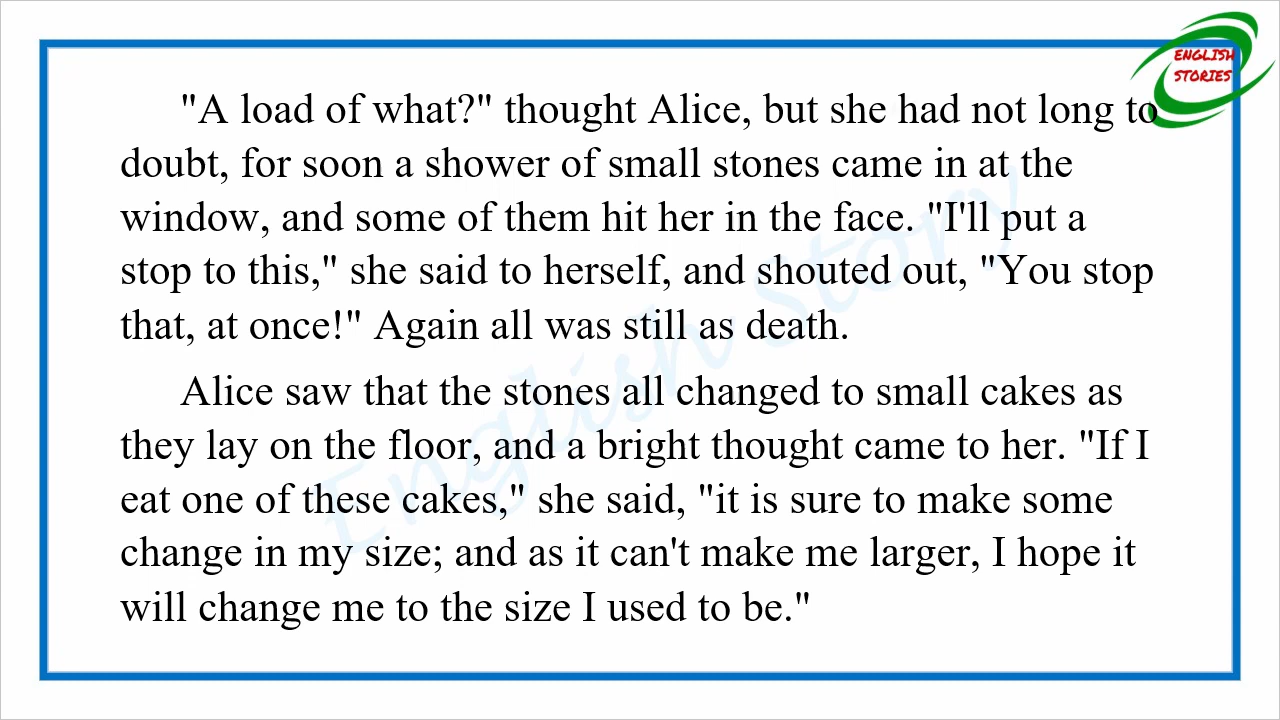 ENGLISH
STORIES
"A load of what?" thought Alice, but she had not long to
doubt, for soon a shower of small stones came in at the
window, and some of them hit her in the face. "I'll put a
stop to this," she said to herself, and shouted out, "You stop
that, at once!" Again all was still as death.
Alice saw that the stones all changed to small cakes as
they lay on the floor, and a bright thought came to her. "If I
eat one of these cakes," she said, "it is sure to make some
change in my size; and as it can't make me larger, I hope it
will change me to the size I used to be."
English Story